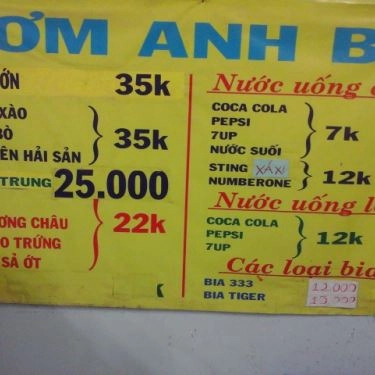 ƠM ANH B
ỚN 35k
XÀO
BÒ 35k
ÊN HẢI SẢN
TRUNG 25.000
ƠNG CHÂU 22k
O TRỨNG
SẢ ỚT
k
Nước uống c
COCA COLA
PEPSI 7k
7UP
NƯỚC SUỐI
STING XÁXỊ 12k
NUMBERONE
Nước uống l
COCA COLA
PEPSI 12k
7UP
Các loại bia
BIA 333 12.000
BIA TIGER